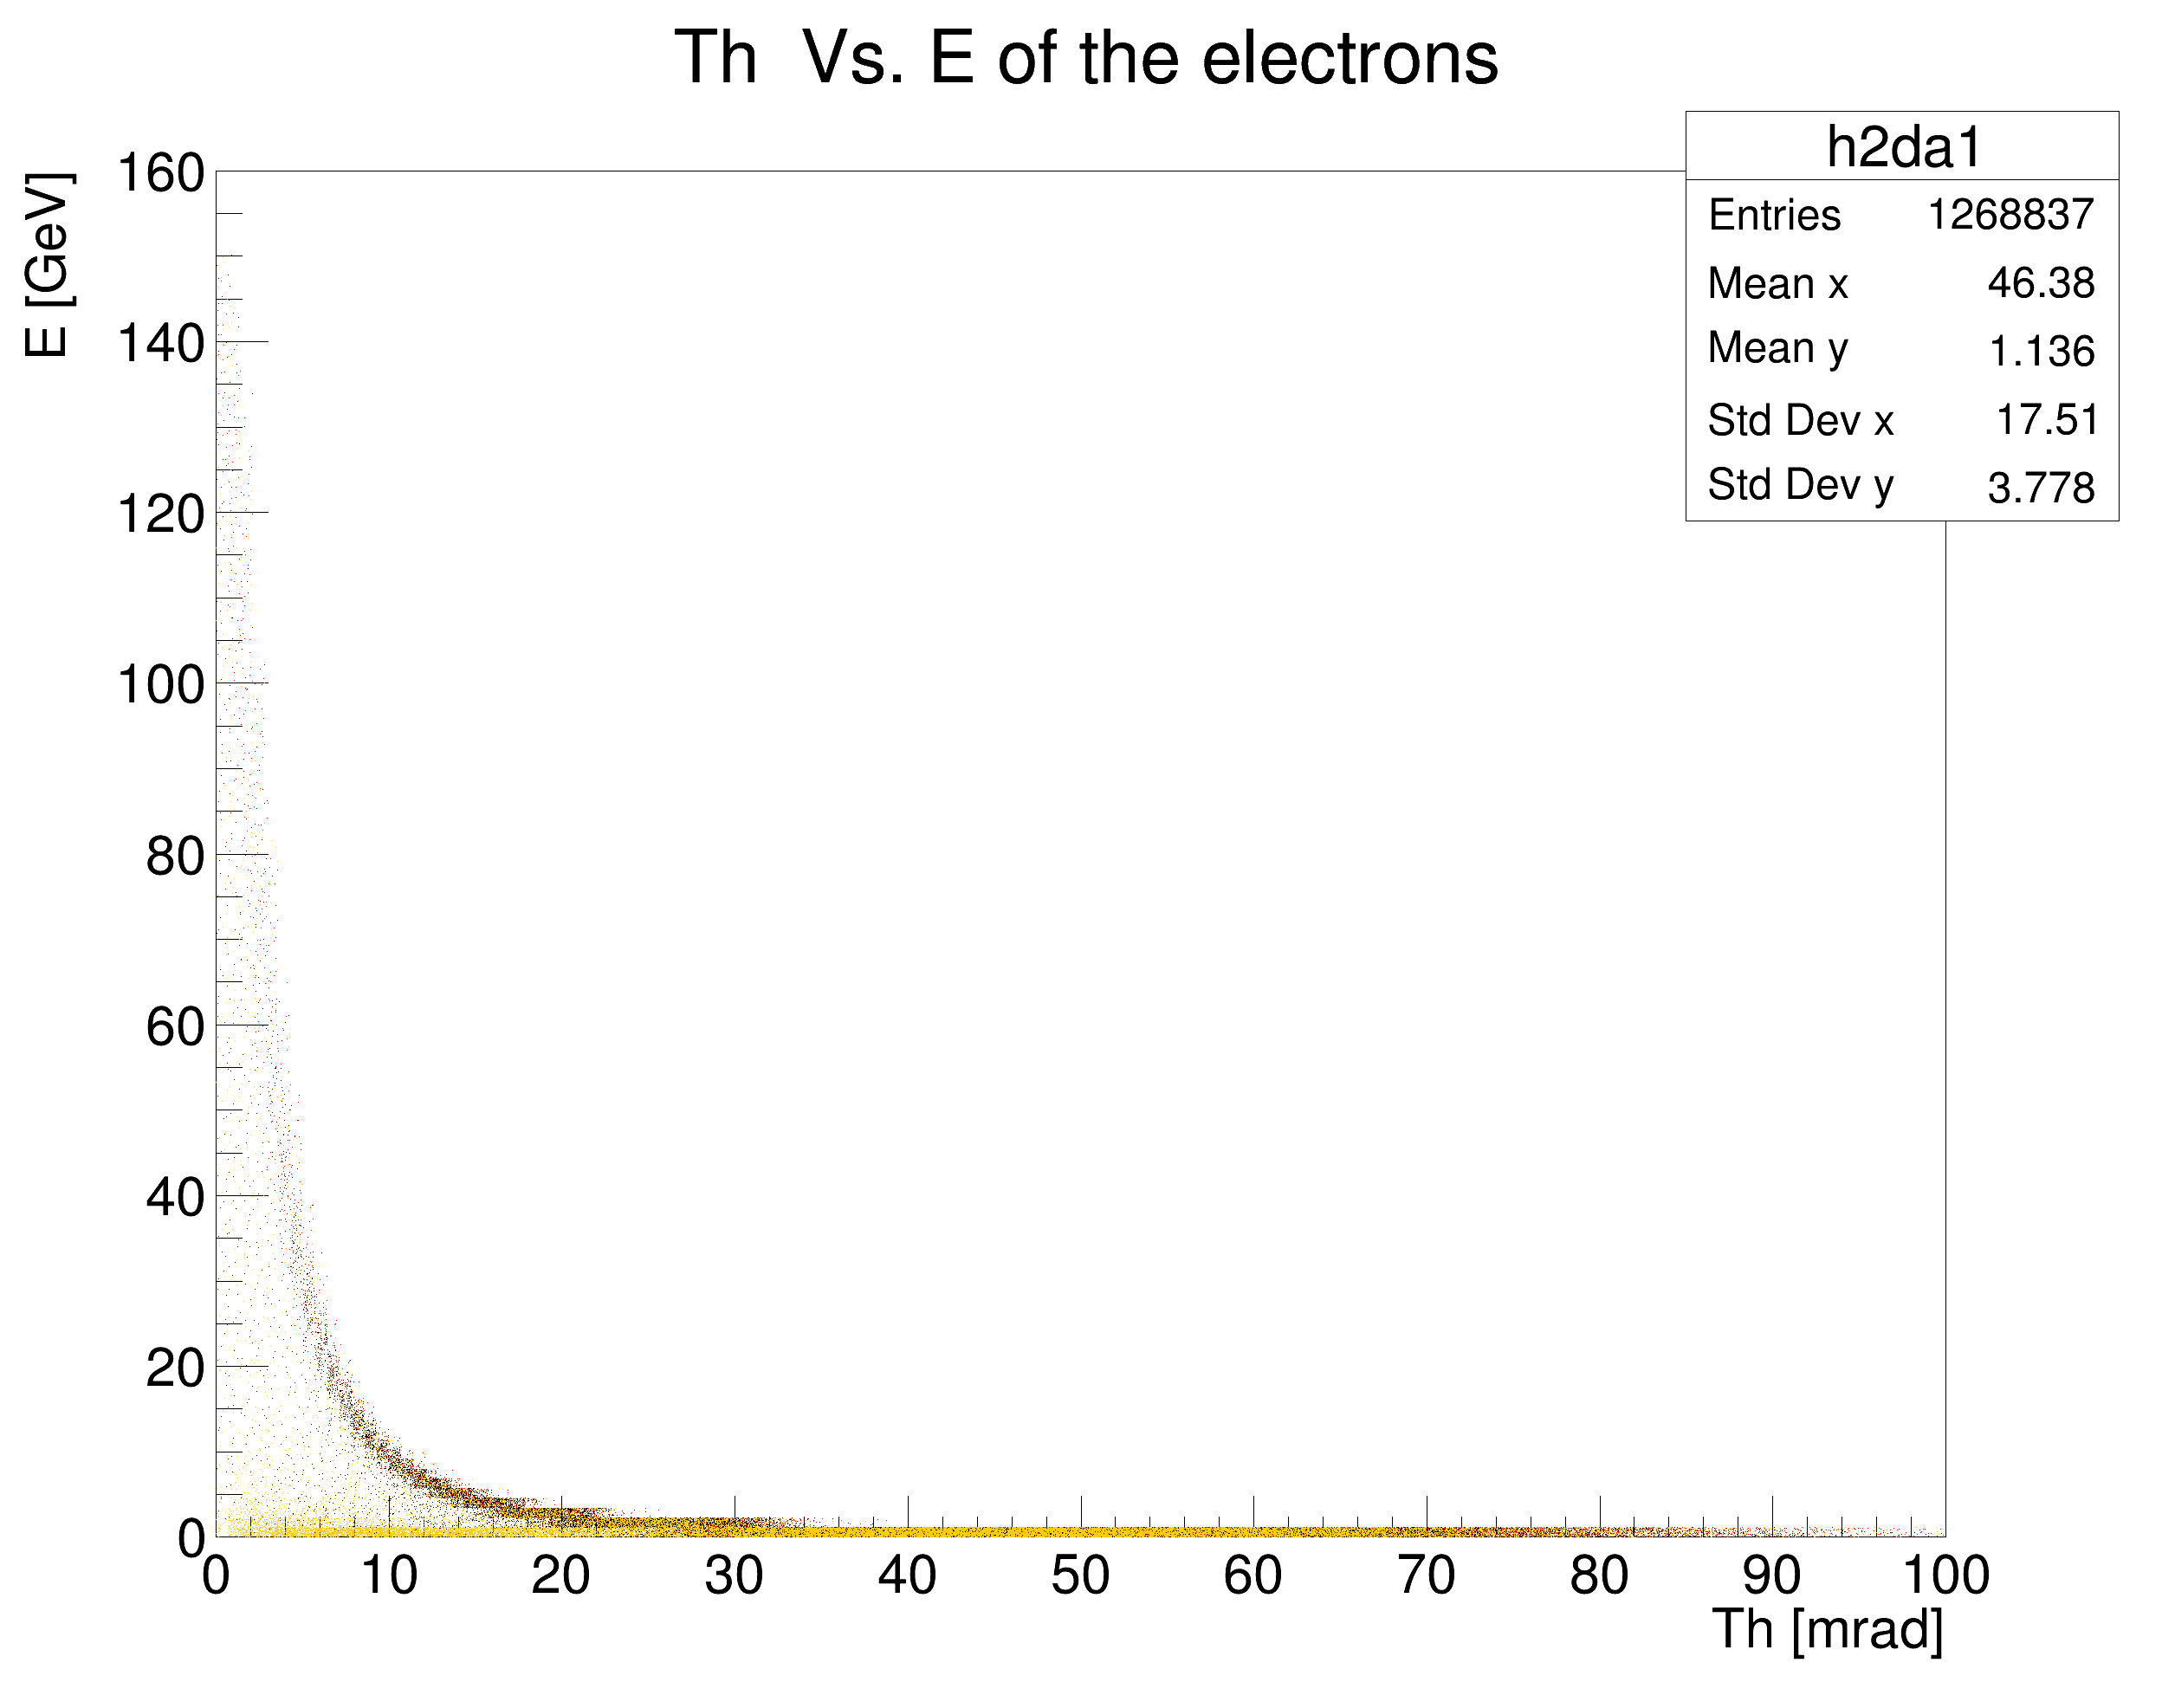 Th  Vs. E of the electrons
h2da1
Entries 1268837
Mean x 46.38
Mean y 1.136
Std Dev x 17.51
Std Dev y 3.778
E [GeV]
160
140
120
100
80
60
40
20
0
0 10 20 30 40 50 60 70 80 90 100
Th [mrad]